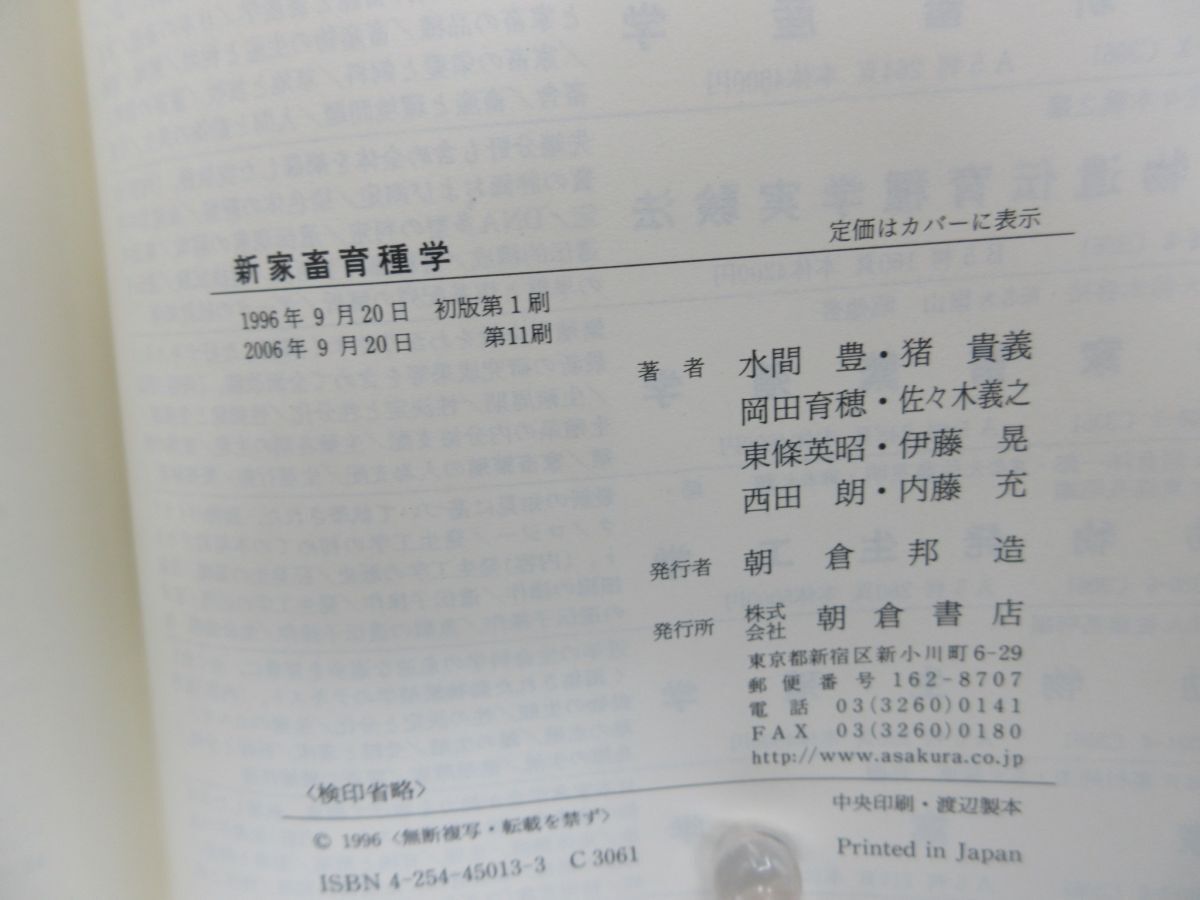 新家畜育種学
定価はカバーに表示
1996年9月20日 初版第1刷
2006年9月20日 第11刷
著者 水間 豊・猪 貴義
岡田育穂・佐々木義之
東條英昭・伊藤 晃
西田 朗・内藤 充
発行者 朝倉邦造
発行所 株式会社 朝倉書店
東京都新宿区新小川町6-29
郵便番号 162-8707
電話 03(3260)0141
FAX 03(3260)0180
http://www.asakura.co.jp
〈検印省略〉
中央印刷・渡辺製本
© 1996 〈無断複写・転載を禁ず〉
Printed in Japan
ISBN 4-254-45013-3 C 3061